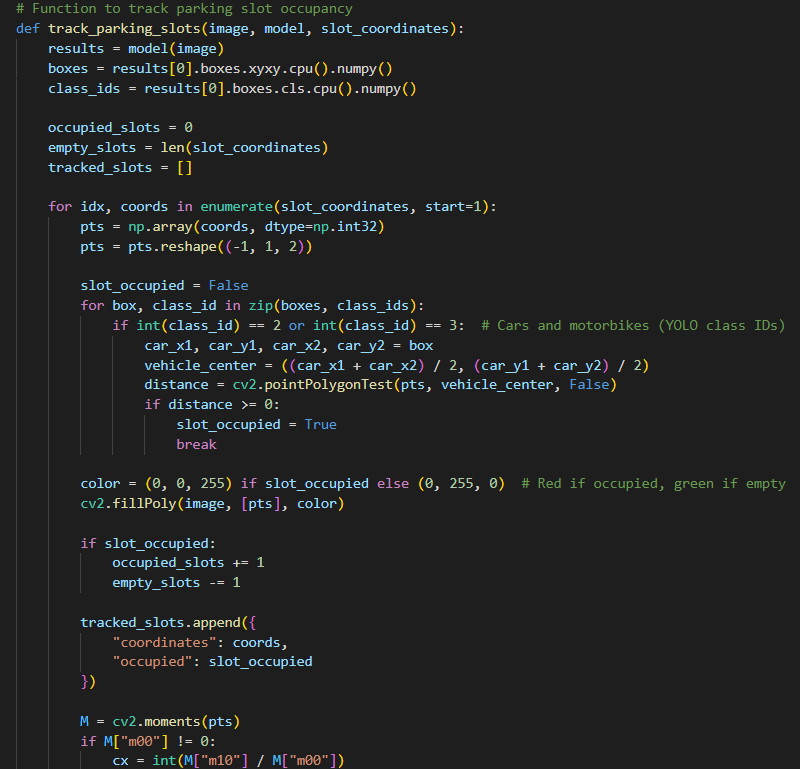 # Function to track parking slot occupancy
def track_parking_slots(image, model, slot_coordinates):
    results = model(image)
    boxes = results[0].boxes.xyxy.cpu().numpy()
    class_ids = results[0].boxes.cls.cpu().numpy()

    occupied_slots = 0
    empty_slots = len(slot_coordinates)
    tracked_slots = []

    for idx, coords in enumerate(slot_coordinates, start=1):
        pts = np.array(coords, dtype=np.int32)
        pts = pts.reshape((-1, 1, 2))

        slot_occupied = False
        for box, class_id in zip(boxes, class_ids):
            if int(class_id) == 2 or int(class_id) == 3:  # Cars and motorbikes (YOLO class IDs)
                car_x1, car_y1, car_x2, car_y2 = box
                vehicle_center = ((car_x1 + car_x2) / 2, (car_y1 + car_y2) / 2)
                distance = cv2.pointPolygonTest(pts, vehicle_center, False)
                if distance >= 0:
                    slot_occupied = True
                    break

        color = (0, 0, 255) if slot_occupied else (0, 255, 0)  # Red if occupied, green if empty
        cv2.fillPoly(image, [pts], color)

        if slot_occupied:
            occupied_slots += 1
            empty_slots -= 1

        tracked_slots.append({
            "coordinates": coords,
            "occupied": slot_occupied
        })

        M = cv2.moments(pts)
        if M["m00"] != 0:
            cx = int(M["m10"] / M["m00"])